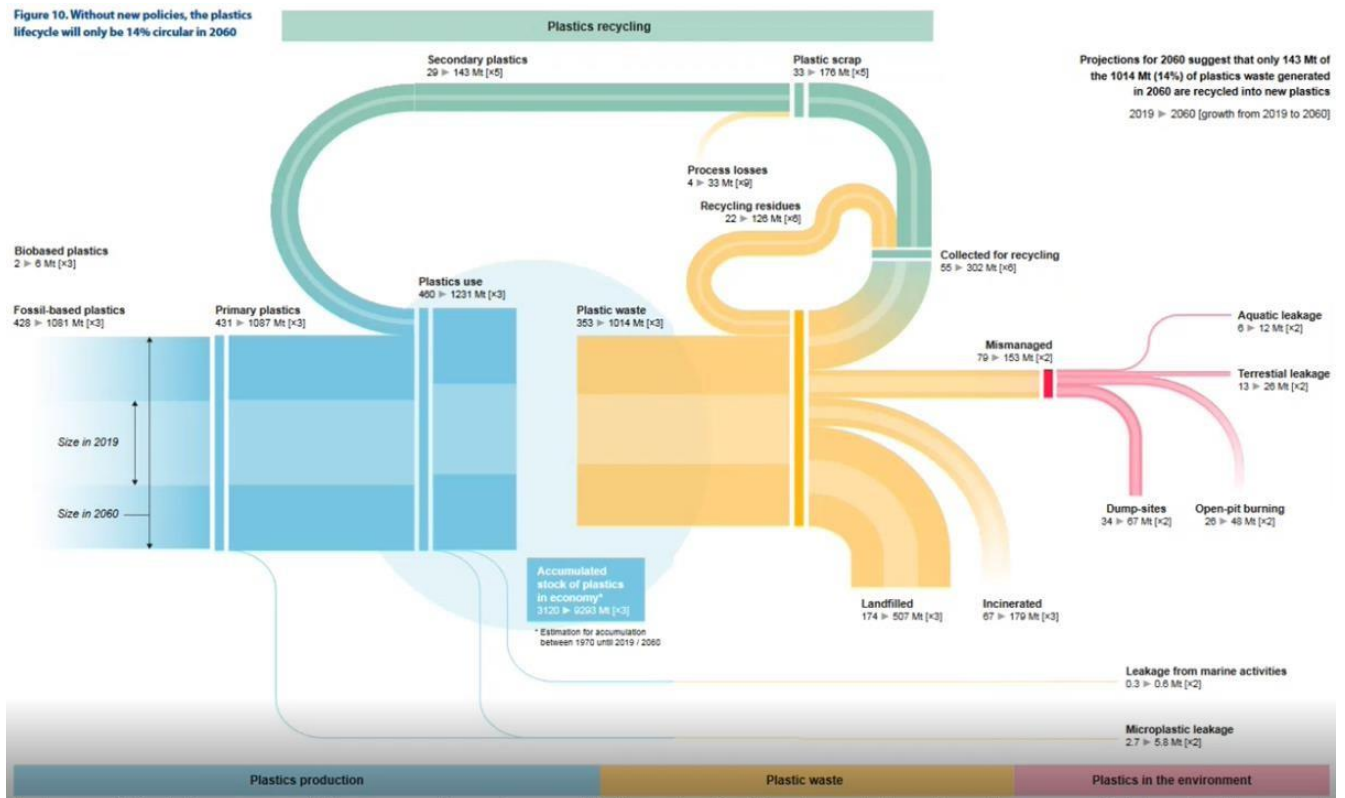 Figure 10. Without new policies, the plastics
lifecycle will only be 14% circular in 2060
Plastics recycling
Secondary plastics
29 ► 143 Mt [×5]
Plastic scrap
33 ► 176 Mt [×5]
Projections for 2060 suggest that only 143 Mt of
the 1014 Mt (14%) of plastics waste generated
in 2060 are recycled into new plastics
2019 ► 2060 [growth from 2019 to 2060]
Process losses
4 ► 33 Mt [×9]
Recycling residues
22 ► 126 Mt [×6]
Biobased plastics
2 ► 6 Mt [×3]
Collected for recycling
55 ► 302 Mt [×6]
Plastics use
460 ► 1231 Mt [×3]
Fossil-based plastics
428 ► 1081 Mt [×3]
Primary plastics
431 ► 1087 Mt [×3]
Plastic waste
353 ► 1014 Mt [×3]
Aquatic leakage
6 ► 12 Mt [×2]
Mismanaged
79 ► 153 Mt [×2]
Terrestial leakage
13 ► 26 Mt [×2]
Size in 2019
Size in 2060
Dump-sites
34 ► 67 Mt [×2]
Open-pit burning
26 ► 48 Mt [×2]
Accumulated
stock of plastics
in economy*
3120 ► 9293 Mt [×3]
* Estimation for accumulation
between 1970 until 2019 / 2060
Landfilled
174 ► 507 Mt [×3]
Incinerated
67 ► 179 Mt [×3]
Leakage from marine activities
0.3 ► 0.6 Mt [×2]
Microplastic leakage
2.7 ► 5.8 Mt [×2]
Plastics production
Plastic waste
Plastics in the environment